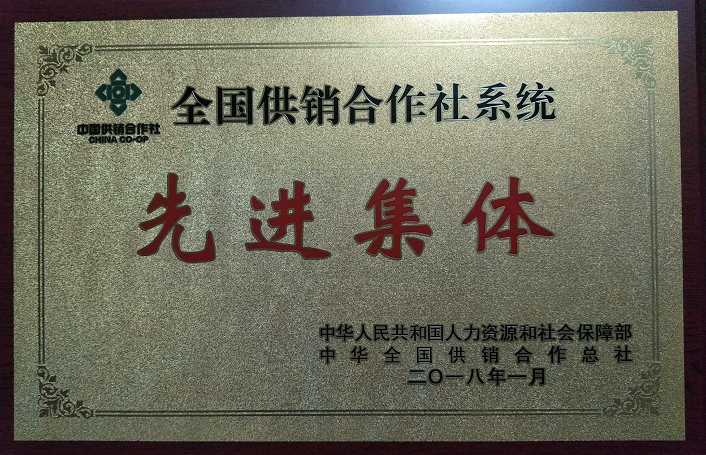 中国供销合作社
CHINA CO-OP
全国供销合作社系统
先进集体
中华人民共和国人力资源和社会保障部
中华全国供销合作总社
二〇一八年一月